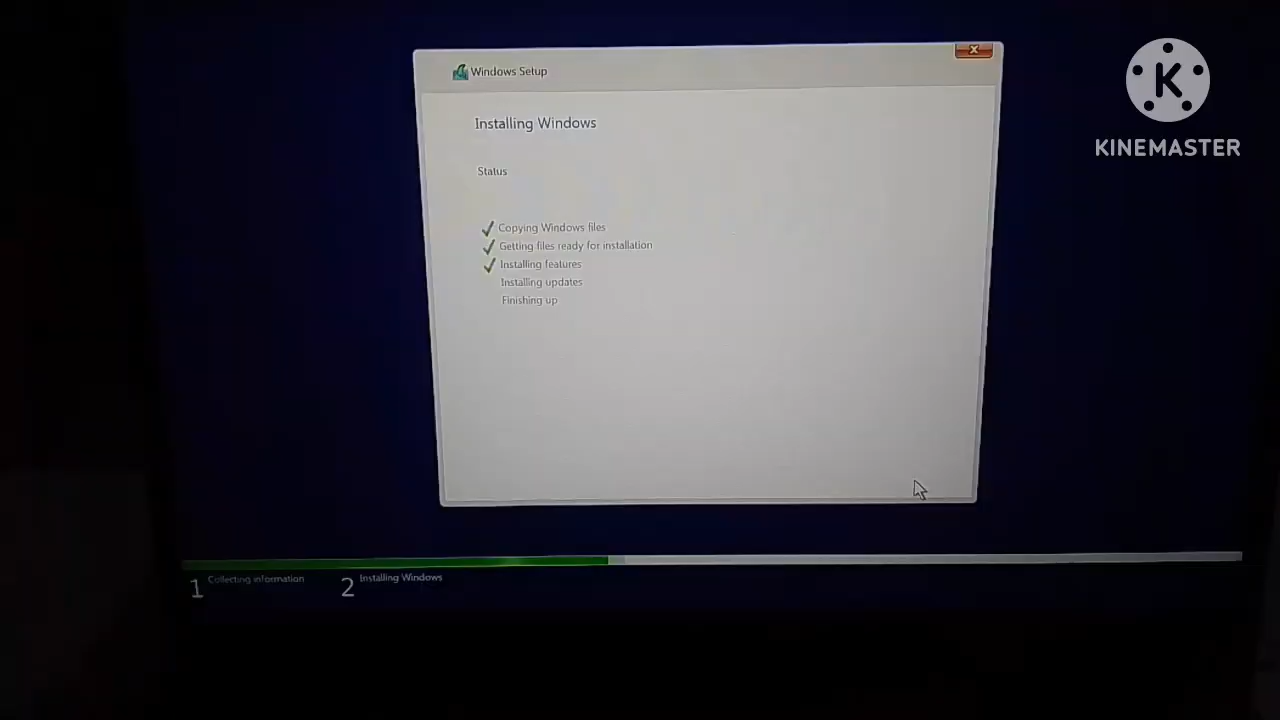 Windows Setup
Installing Windows
Status
Copying Windows files
Getting files ready for installation
Installing features
Installing updates
Finishing up
1 Collecting information
2 Installing Windows
K
KINEMASTER